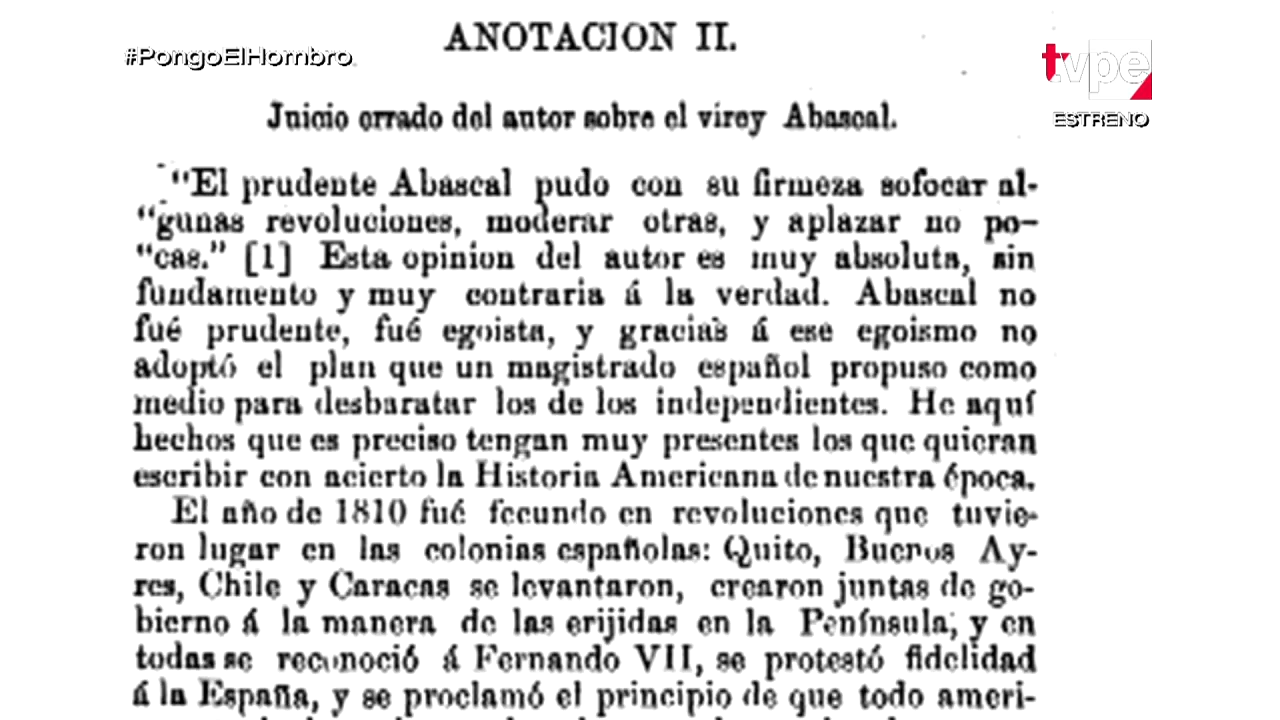 ANOTACION II.
#PongoElHombro
tvpe
ESTRENO
Juicio errado del autor sobre el virey Abascal.
"El prudente Abascal pudo con su firmeza sofocar al-
"gunas revoluciones, moderar otras, y aplazar no po-
"cas." [1] Esta opinion del autor es muy absoluta, sin
fundamento y muy contraria á la verdad. Abascal no
fué prudente, fué egoista, y gracias á ese egoismo no
adoptó el plan que un magistrado español propuso como
medio para desbaratar los de los independientes. He aquí
hechos que es preciso tengan muy presentes los que quieran
escribir con acierto la Historia Americana de nuestra época.
El año de 1810 fué fecundo en revoluciones que tuvie-
ron lugar en las colonias españolas: Quito, Buenos Ay-
res, Chile y Caracas se levantaron, crearon juntas de go-
bierno á la manera de las erijidas en la Península, y en
todas se reconoció á Fernando VII, se protestó fidelidad
á la España, y se proclamó el principio de que todo ameri-